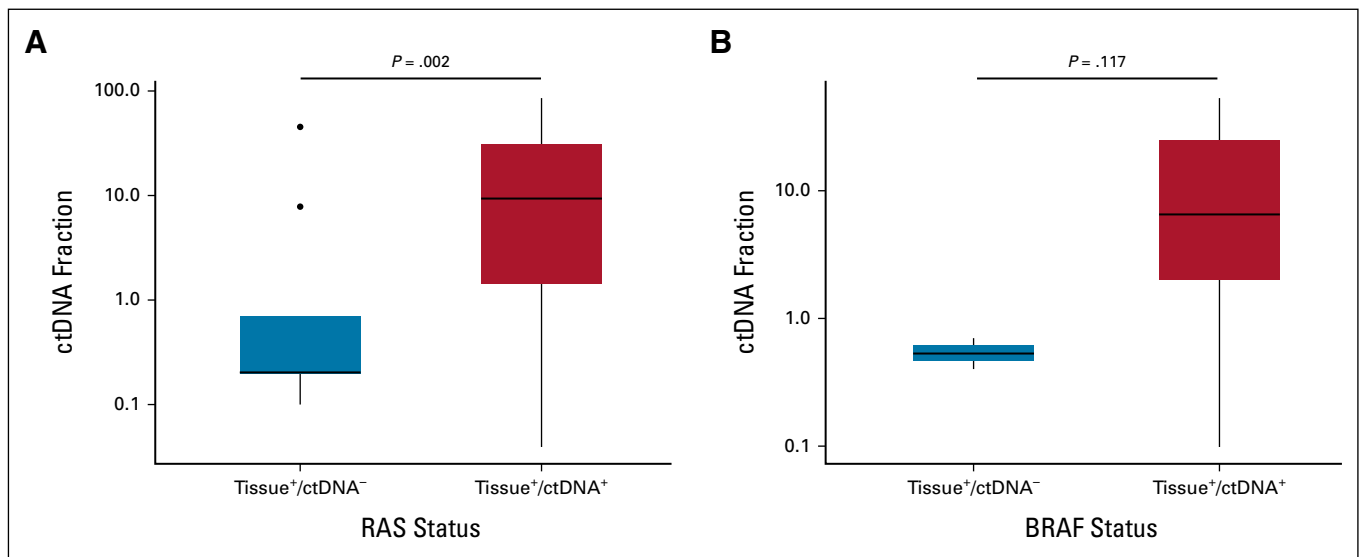 A
P = .002
ctDNA Fraction
100.0
10.0
1.0
0.1
Tissue⁺/ctDNA⁻
Tissue⁺/ctDNA⁺
RAS Status
B
P = .117
ctDNA Fraction
10.0
1.0
0.1
Tissue⁺/ctDNA⁻
Tissue⁺/ctDNA⁺
BRAF Status